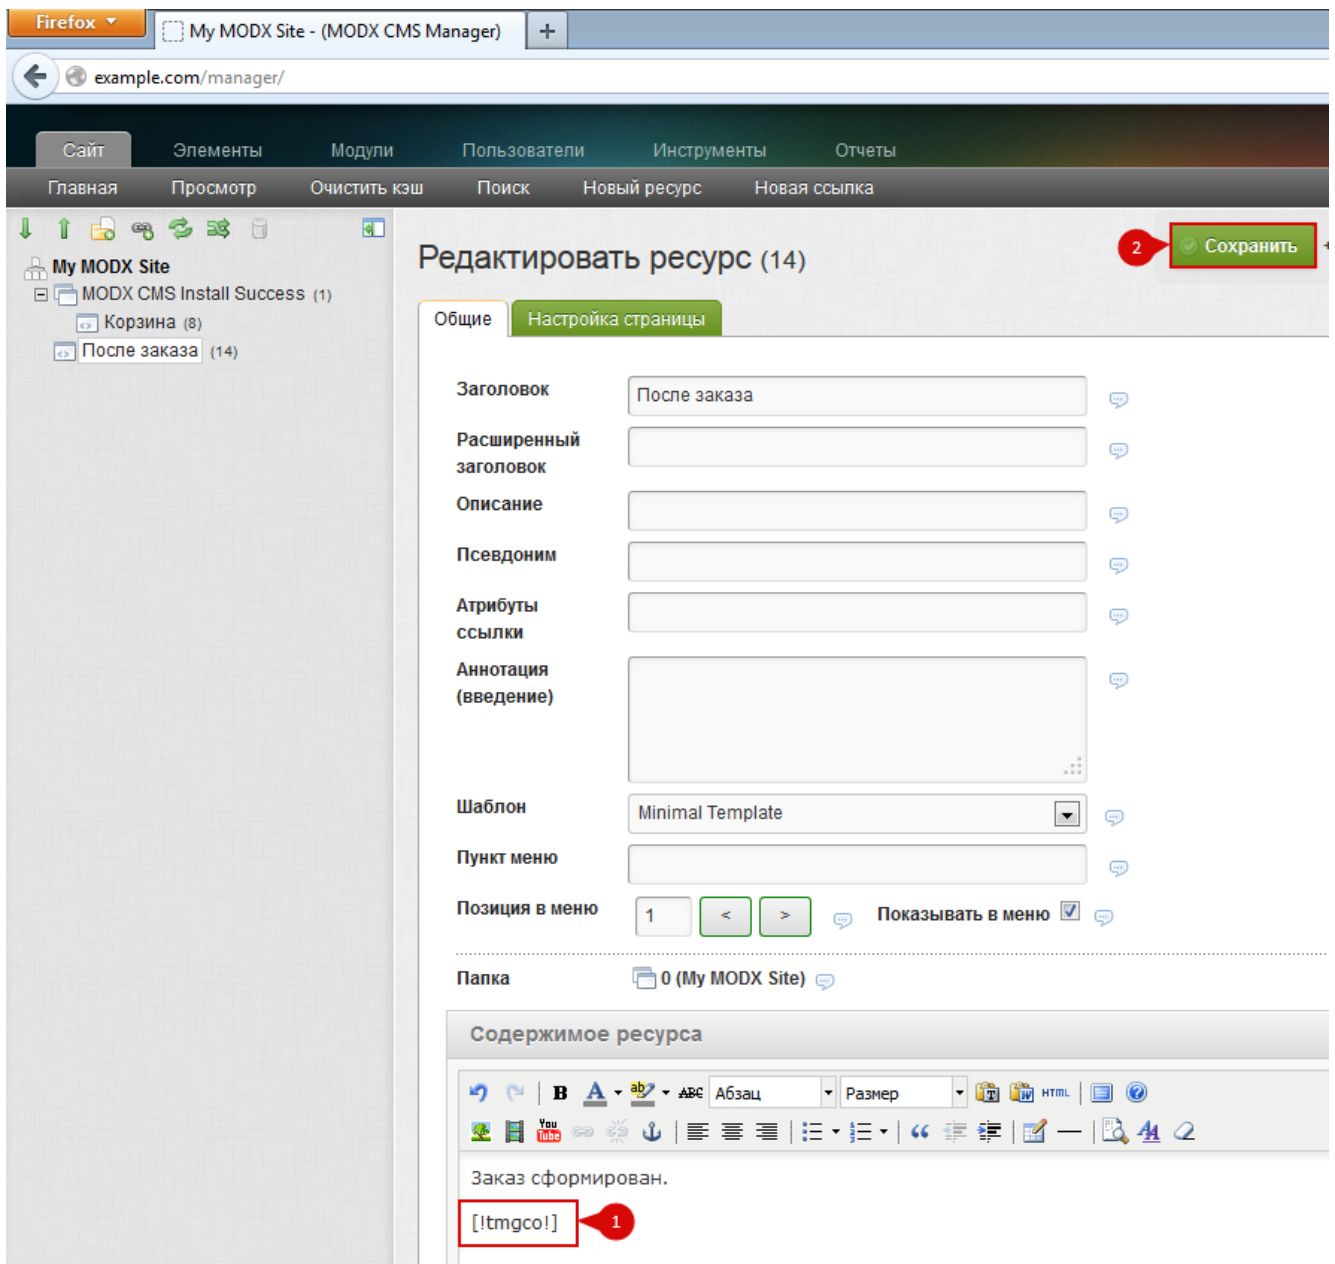 Firefox
My MODX Site - (MODX CMS Manager)
example.com/manager/
Сайт Элементы Модули Пользователи Инструменты Отчеты
Главная Просмотр Очистить кэш Поиск Новый ресурс Новая ссылка
My MODX Site
MODX CMS Install Success (1)
Корзина (8)
После заказа (14)
Редактировать ресурс (14)
2
Сохранить
Общие Настройка страницы
Заголовок
После заказа
Расширенный
заголовок
Описание
Псевдоним
Атрибуты
ссылки
Аннотация
(введение)
Шаблон
Minimal Template
Пункт меню
Позиция в меню 1 < > Показывать в меню
Папка 0 (My MODX Site)
Содержимое ресурса
B A ab ABC Абзац Размер T W HTML ?
You Tube
Заказ сформирован.
[!tmgco!]
1